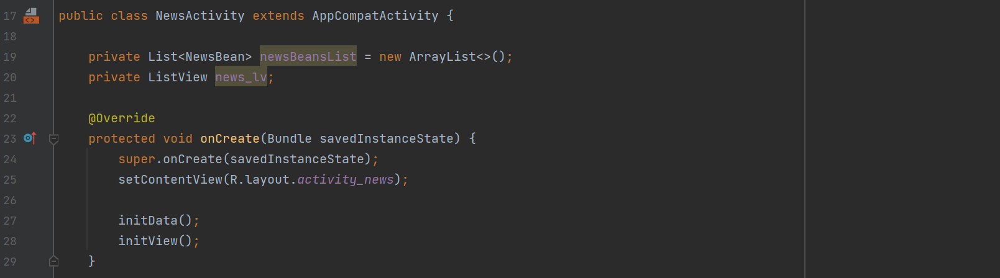 17 public class NewsActivity extends AppCompatActivity {
18
19 private List<NewsBean> newsBeansList = new ArrayList<>();
20 private ListView news_lv;
21
22 @Override
23 protected void onCreate(Bundle savedInstanceState) {
24 super.onCreate(savedInstanceState);
25 setContentView(R.layout.activity_news);
26
27 initData();
28 initView();
29 }